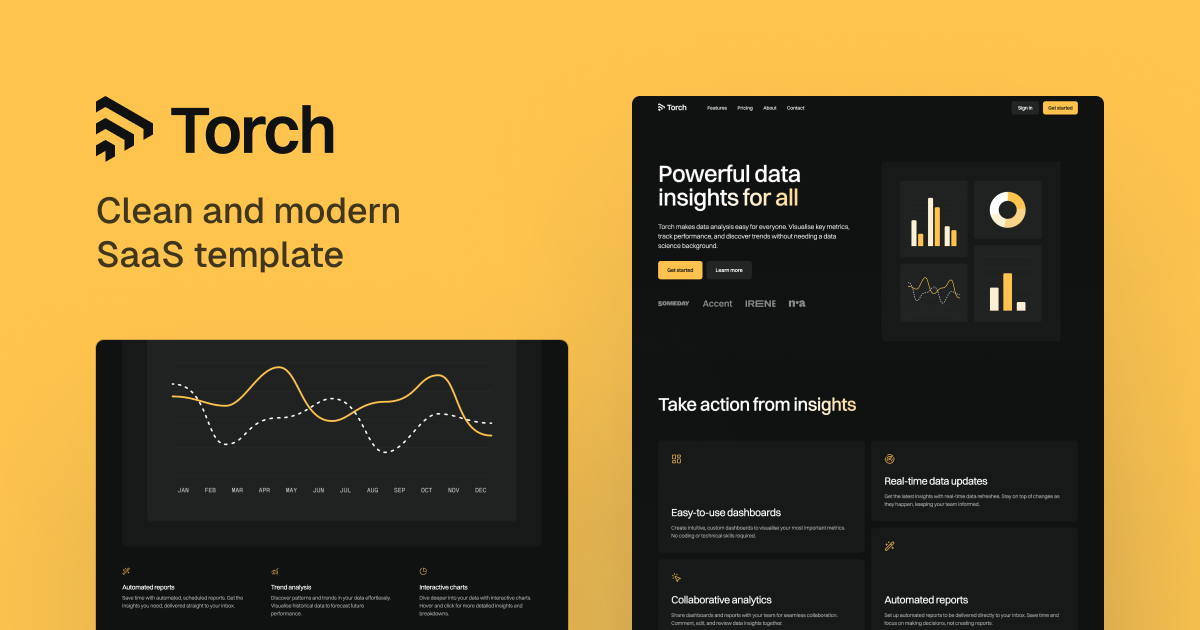 Torch
Clean and modern
SaaS template
JAN FEB MAR APR MAY JUN JUL AUG SEP OCT NOV DEC
Automated reports
Save time with automated, scheduled reports. Get the
insights you need, delivered straight to your inbox.
Trend analysis
Discover patterns and trends in your data effortlessly.
Visualise historical data to forecast future
performance.
Interactive charts
Dive deeper into your data with interactive charts.
Hover and click for more detailed insights and
breakdowns.
Torch Features Pricing About Contact Sign in Get started
Powerful data
insights for all
Torch makes data analysis easy for everyone. Visualise key metrics,
track performance, and discover trends without needing a data
science background.
Get started Learn more
SOMEDAY Accent IRENE n*a
Take action from insights
Easy-to-use dashboards
Create intuitive, custom dashboards to visualise your most important metrics.
No coding or technical skills required.
Real-time data updates
Get the latest insights with real-time data refreshes. Stay on top of changes as
they happen, keeping your team informed.
Collaborative analytics
Share dashboards and reports with your team for seamless collaboration.
Comment, edit, and review data insights together.
Automated reports
Set up automated reports to be delivered directly to your inbox. Save time and
focus on making decisions, not creating reports.